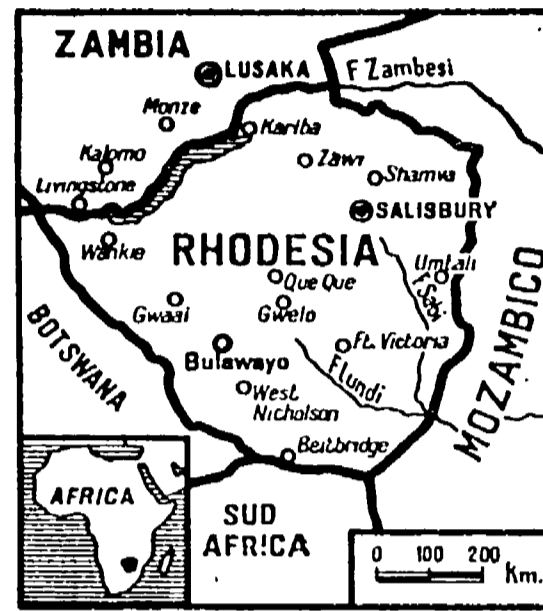 ZAMBIA
LUSAKA
F Zambesi
Monze
Kariba
Kalomo
Zawi
Shamva
Livingstone
SALISBURY
Wankie
RHODESIA
Umtali
Que Que
F Sabi
Gwaai
Gwelo
BOTSWANA
MOZAMBICO
Bulawayo
Ft. Victoria
F Lundi
West
Nicholson
Beitbridge
AFRICA
SUD
AFRICA
0 100 200
Km.